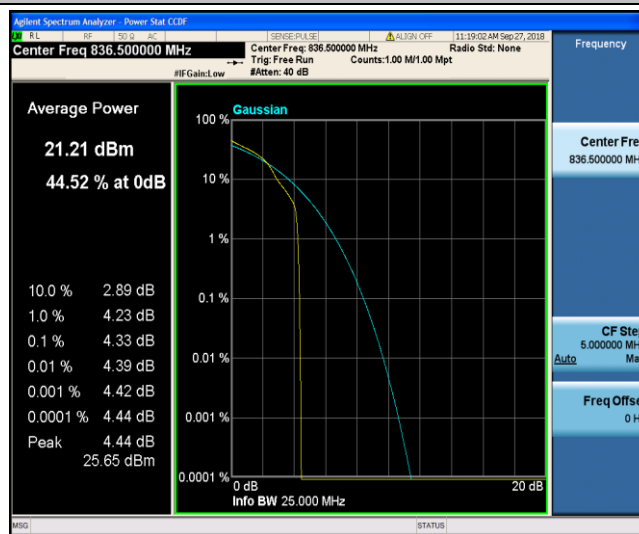 Agilent Spectrum Analyzer - Power Stat CCDF
RL RF 50 Ω AC SENSE:PULSE ALIGN OFF 11:19:02 AM Sep 27, 2018
Center Freq 836.500000 MHz
Center Freq: 836.500000 MHz Radio Std: None
Trig: Free Run Counts:1.00 M/1.00 Mpt
#IFGain:Low #Atten: 40 dB
Frequency
Average Power
21.21 dBm
44.52 % at 0dB
10.0 % 2.89 dB
1.0 % 4.23 dB
0.1 % 4.33 dB
0.01 % 4.39 dB
0.001 % 4.42 dB
0.0001 % 4.44 dB
Peak 4.44 dB
25.65 dBm
Gaussian
100 %
10 %
1 %
0.1 %
0.01 %
0.001 %
0.0001 %
0 dB 20 dB
Info BW 25.000 MHz
Center Fre
836.500000 MH
CF Ste
5.000000 MH
Auto Ma
Freq Offse
0 H
MSG STATUS